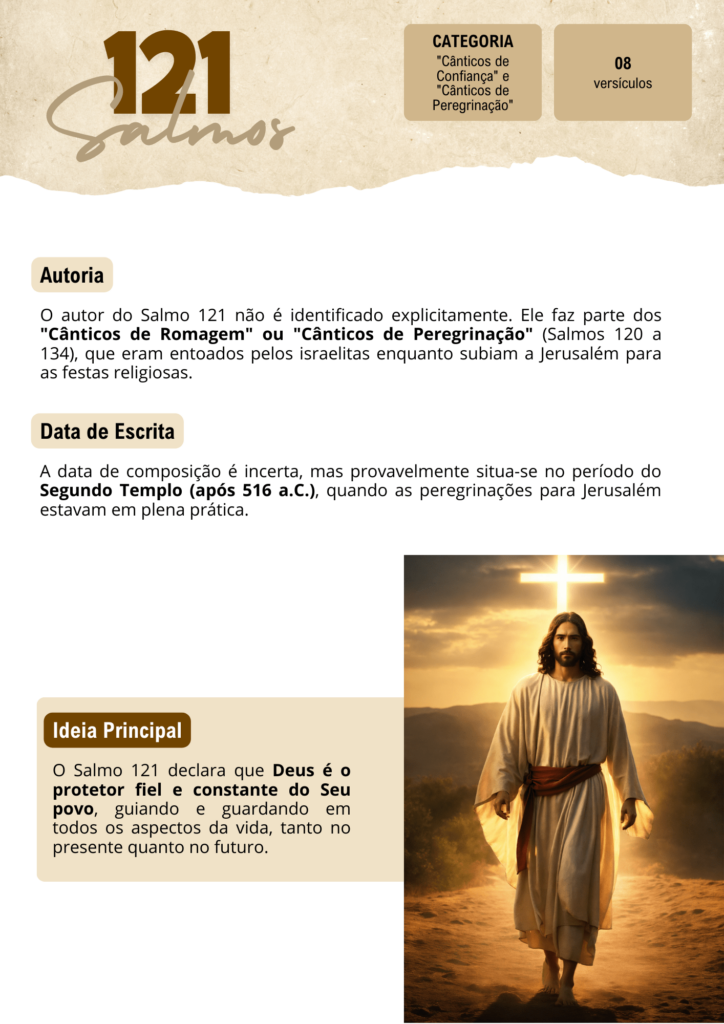 121
Salmos
CATEGORIA
"Cânticos de
Confiança" e
"Cânticos de
Peregrinação"
08
versículos
Autoria
O autor do Salmo 121 não é identificado explicitamente. Ele faz parte dos
"Cânticos de Romagem" ou "Cânticos de Peregrinação" (Salmos 120 a
134), que eram entoados pelos israelitas enquanto subiam a Jerusalém para
as festas religiosas.
Data de Escrita
A data de composição é incerta, mas provavelmente situa-se no período do
Segundo Templo (após 516 a.C.), quando as peregrinações para Jerusalém
estavam em plena prática.
Ideia Principal
O Salmo 121 declara que Deus é o
protetor fiel e constante do Seu
povo, guiando e guardando em
todos os aspectos da vida, tanto no
presente quanto no futuro.